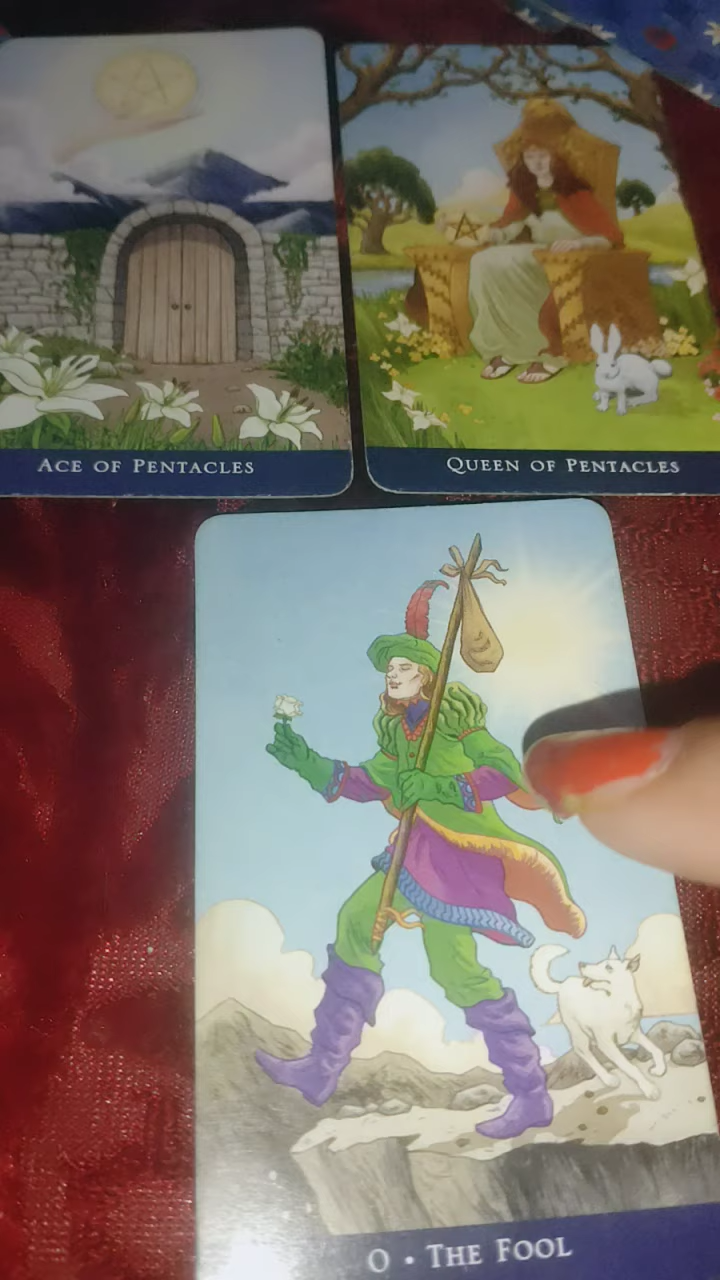 ACE OF PENTACLES
QUEEN OF PENTACLES
0 • THE FOOL